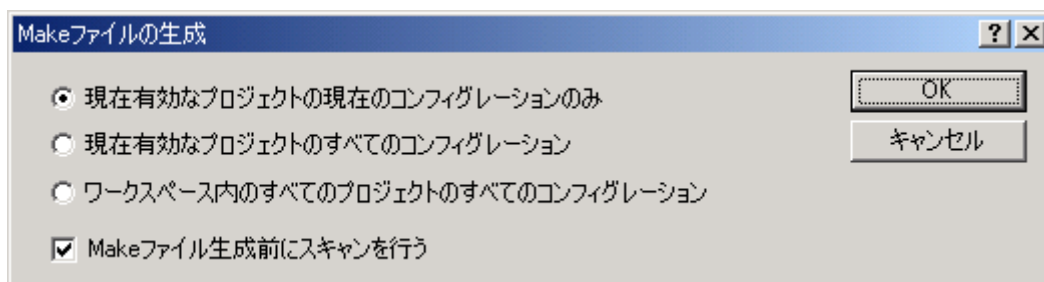 Makeファイルの生成
現在有効なプロジェクトの現在のコンフィグレーションのみ
現在有効なプロジェクトのすべてのコンフィグレーション
ワークスペース内のすべてのプロジェクトのすべてのコンフィグレーション
Makeファイル生成前にスキャンを行う
OK
キャンセル